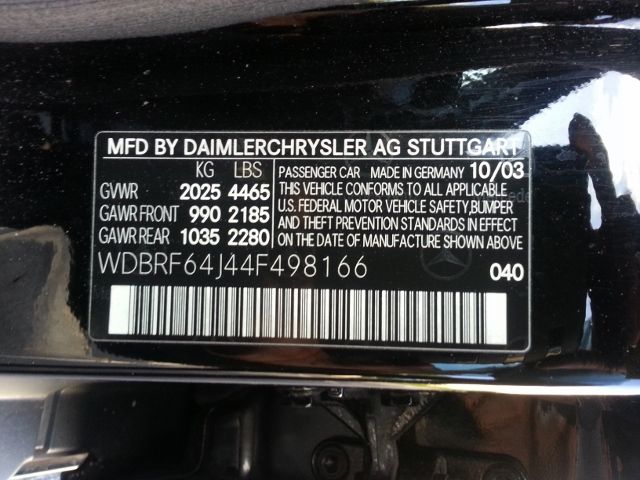 MFD BY DAIMLERCHRYSLER AG STUTTGART
KG LBS
GVWR 2025 4465
GAWR FRONT 990 2185
GAWR REAR 1035 2280
PASSENGER CAR MADE IN GERMANY 10/03
THIS VEHICLE CONFORMS TO ALL APPLICABLE
U.S. FEDERAL MOTOR VEHICLE SAFETY,BUMPER
AND THEFT PREVENTION STANDARDS IN EFFECT
ON THE DATE OF MANUFACTURE SHOWN ABOVE
WDBRF64J44F498166
040